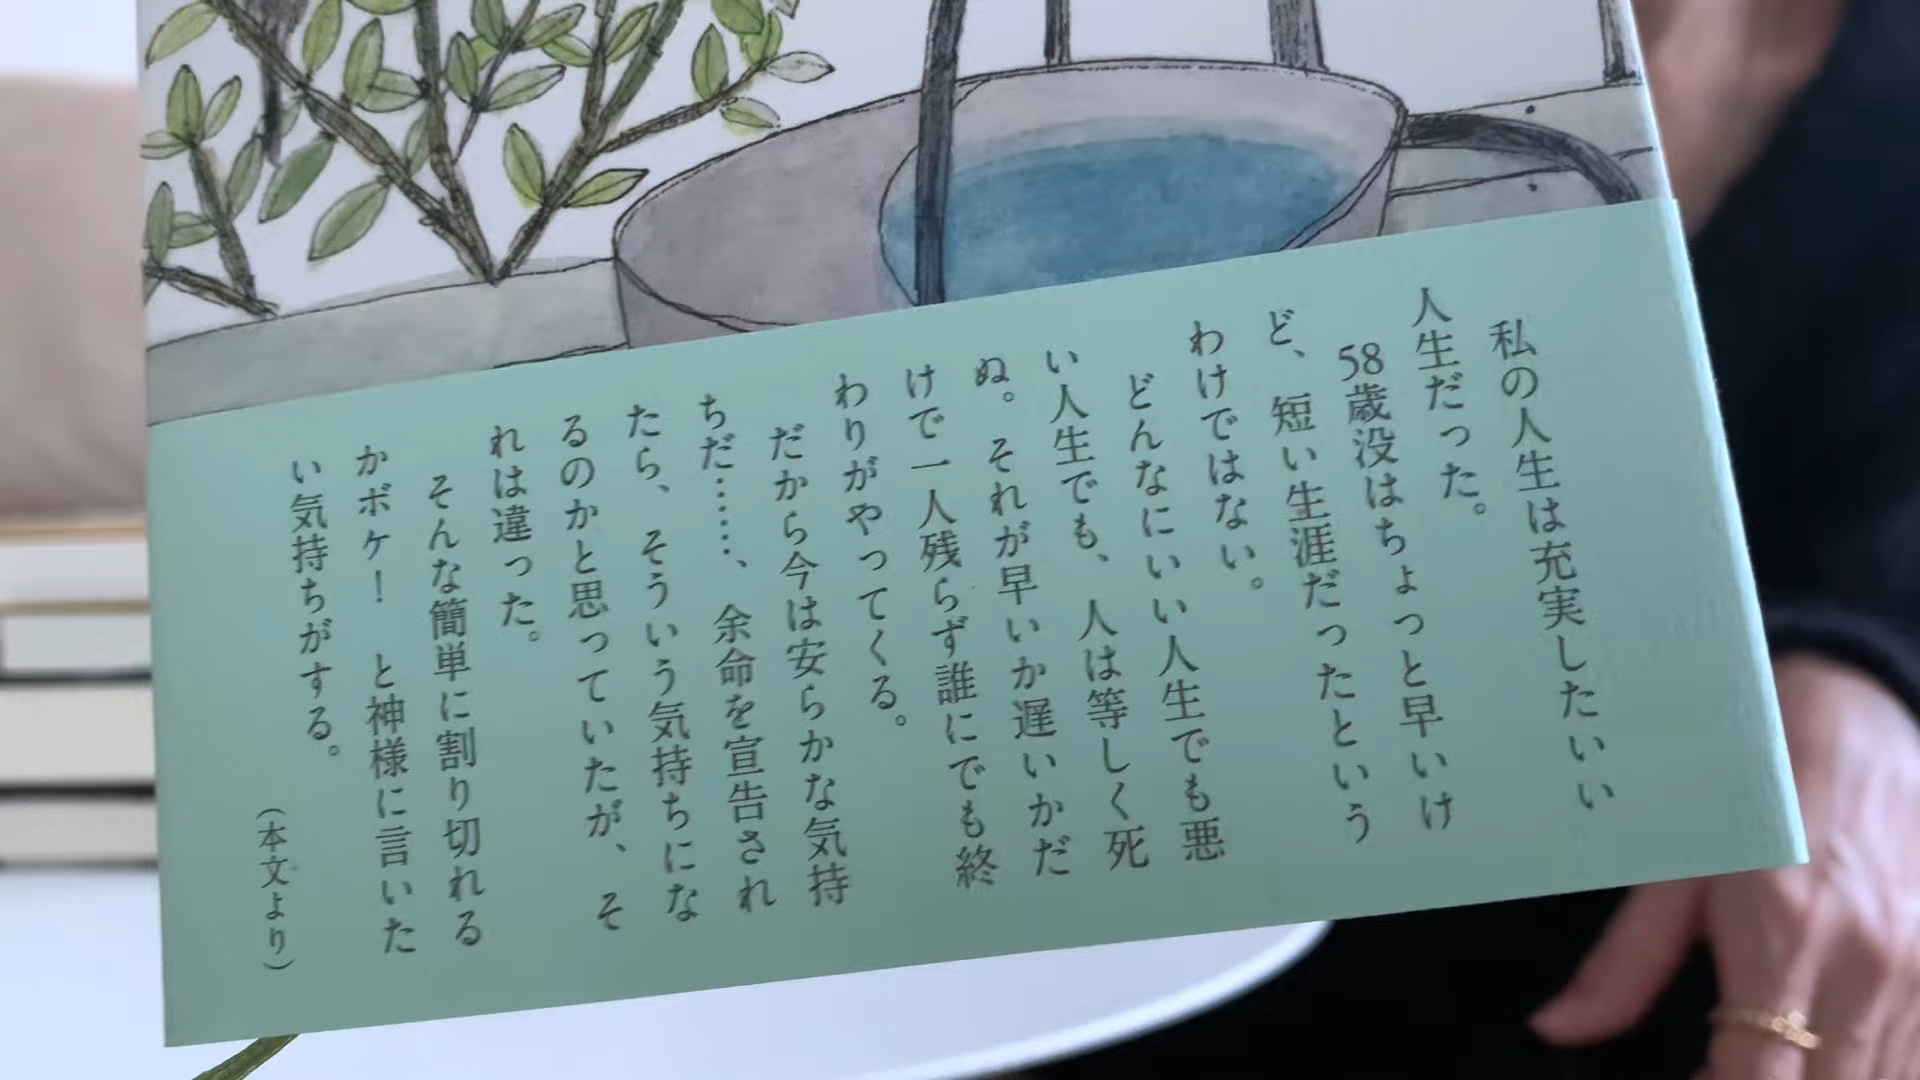 私の人生は充実したいい
人生だった。
58歳没はちょっと早いけ
ど、短い生涯だったという
わけではない。
どんなにいい人生でも悪
い人生でも、人は等しく死
ぬ。それが早いか遅いかだ
けで一人残らず誰にでも終
わりがやってくる。
だから今は安らかな気持
ちだ……、余命を宣告され
たら、そういう気持ちにな
るのかと思っていたが、そ
れは違った。
そんな簡単に割り切れる
かボケ！ と神様に言いた
い気持ちがする。
（本文より）